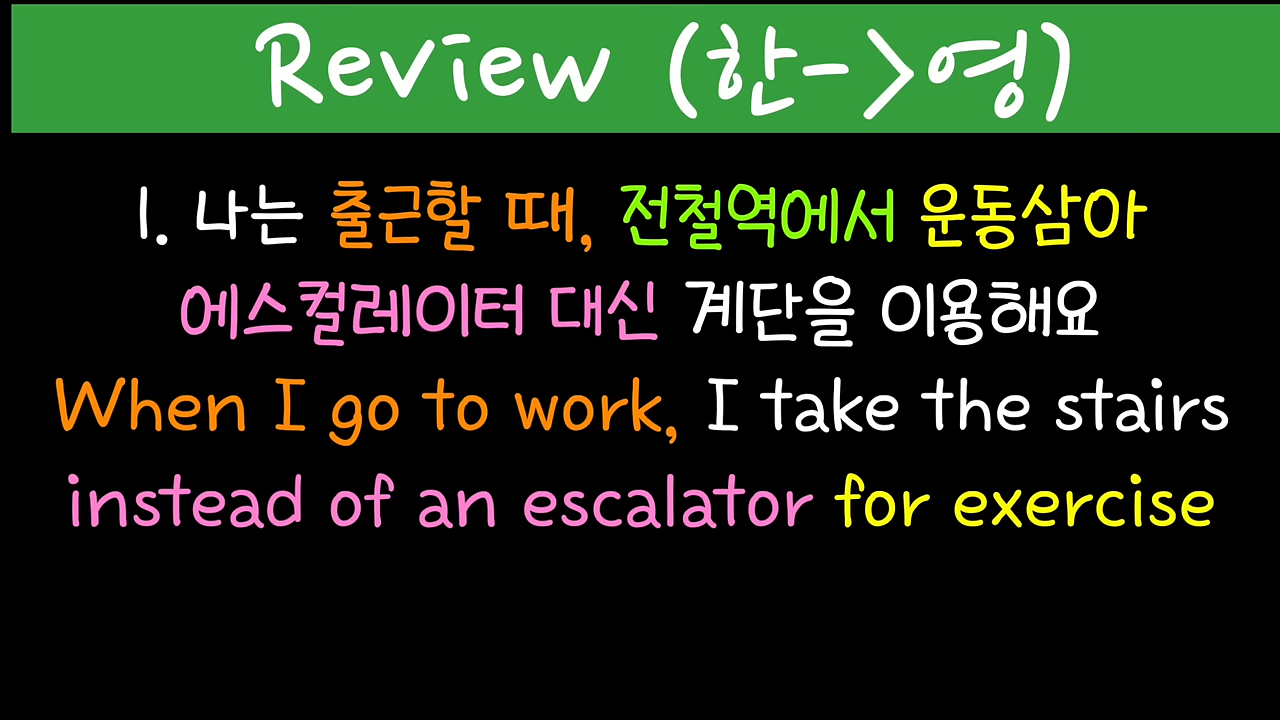 Review (한->영)
1. 나는 출근할 때, 전철역에서 운동삼아
에스컬레이터 대신 계단을 이용해요
When I go to work, I take the stairs
instead of an escalator for exercise